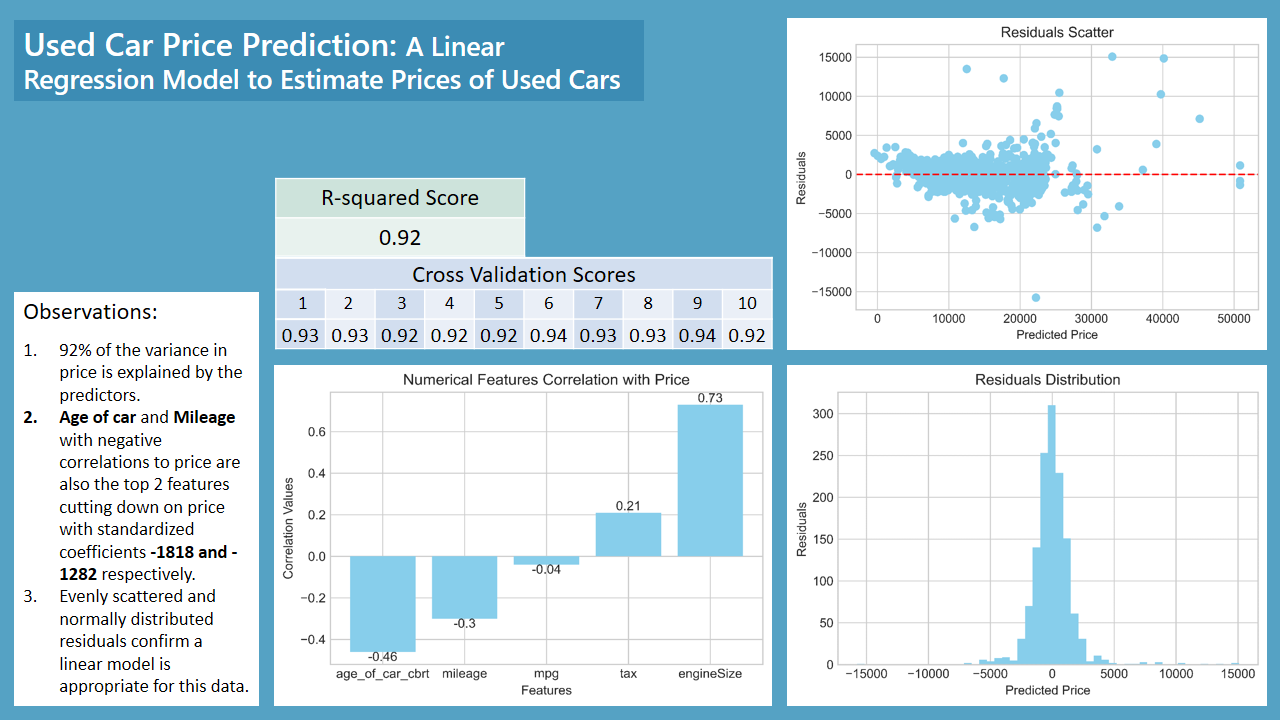 Used Car Price Prediction: A Linear
Regression Model to Estimate Prices of Used Cars
R-squared Score
0.92
Cross Validation Scores
1 2 3 4 5 6 7 8 9 10
0.93 0.93 0.92 0.92 0.92 0.94 0.93 0.93 0.94 0.92
Observations:
1. 92% of the variance in
price is explained by the
predictors.
2. Age of car and Mileage
with negative
correlations to price are
also the top 2 features
cutting down on price
with standardized
coefficients -1818 and -
1282 respectively.
3. Evenly scattered and
normally distributed
residuals confirm a
linear model is
appropriate for this data.
Numerical Features Correlation with Price
Correlation Values
0.6
0.4
0.2
0.0
−0.2
−0.4
-0.46
-0.3
-0.04
0.21
0.73
age_of_car_cbrt mileage mpg tax engineSize
Features
Residuals Scatter
Residuals
15000
10000
5000
0
−5000
−10000
−15000
0 10000 20000 30000 40000 50000
Predicted Price
Residuals Distribution
Residuals
300
250
200
150
100
50
0
−15000 −10000 −5000 0 5000 10000 15000
Predicted Price